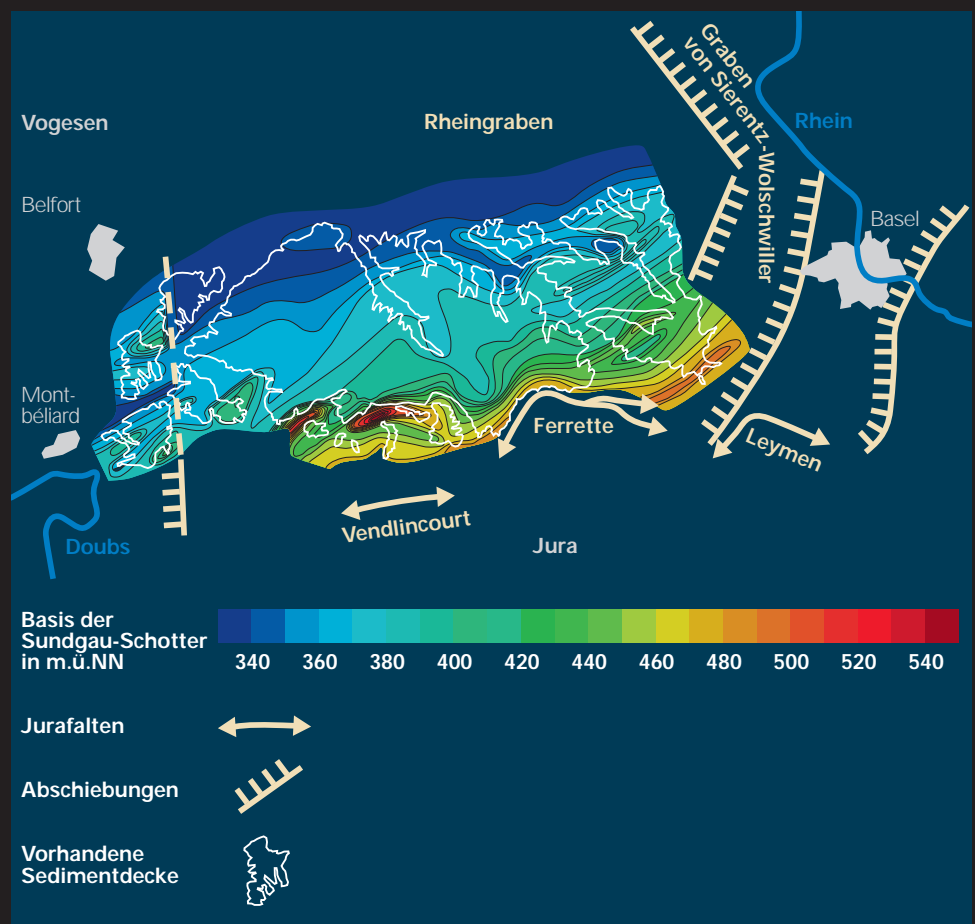 Graben
von Sierentz-Wolschwiller
Vogesen
Rheingraben
Rhein
Belfort
Basel
Mont-
béliard
Ferrette
Leymen
Vendlincourt
Doubs
Jura
Basis der
Sundgau-Schotter
in m.ü.NN
340 360 380 400 420 440 460 480 500 520 540
Jurafalten
Abschiebungen
Vorhandene
Sedimentdecke